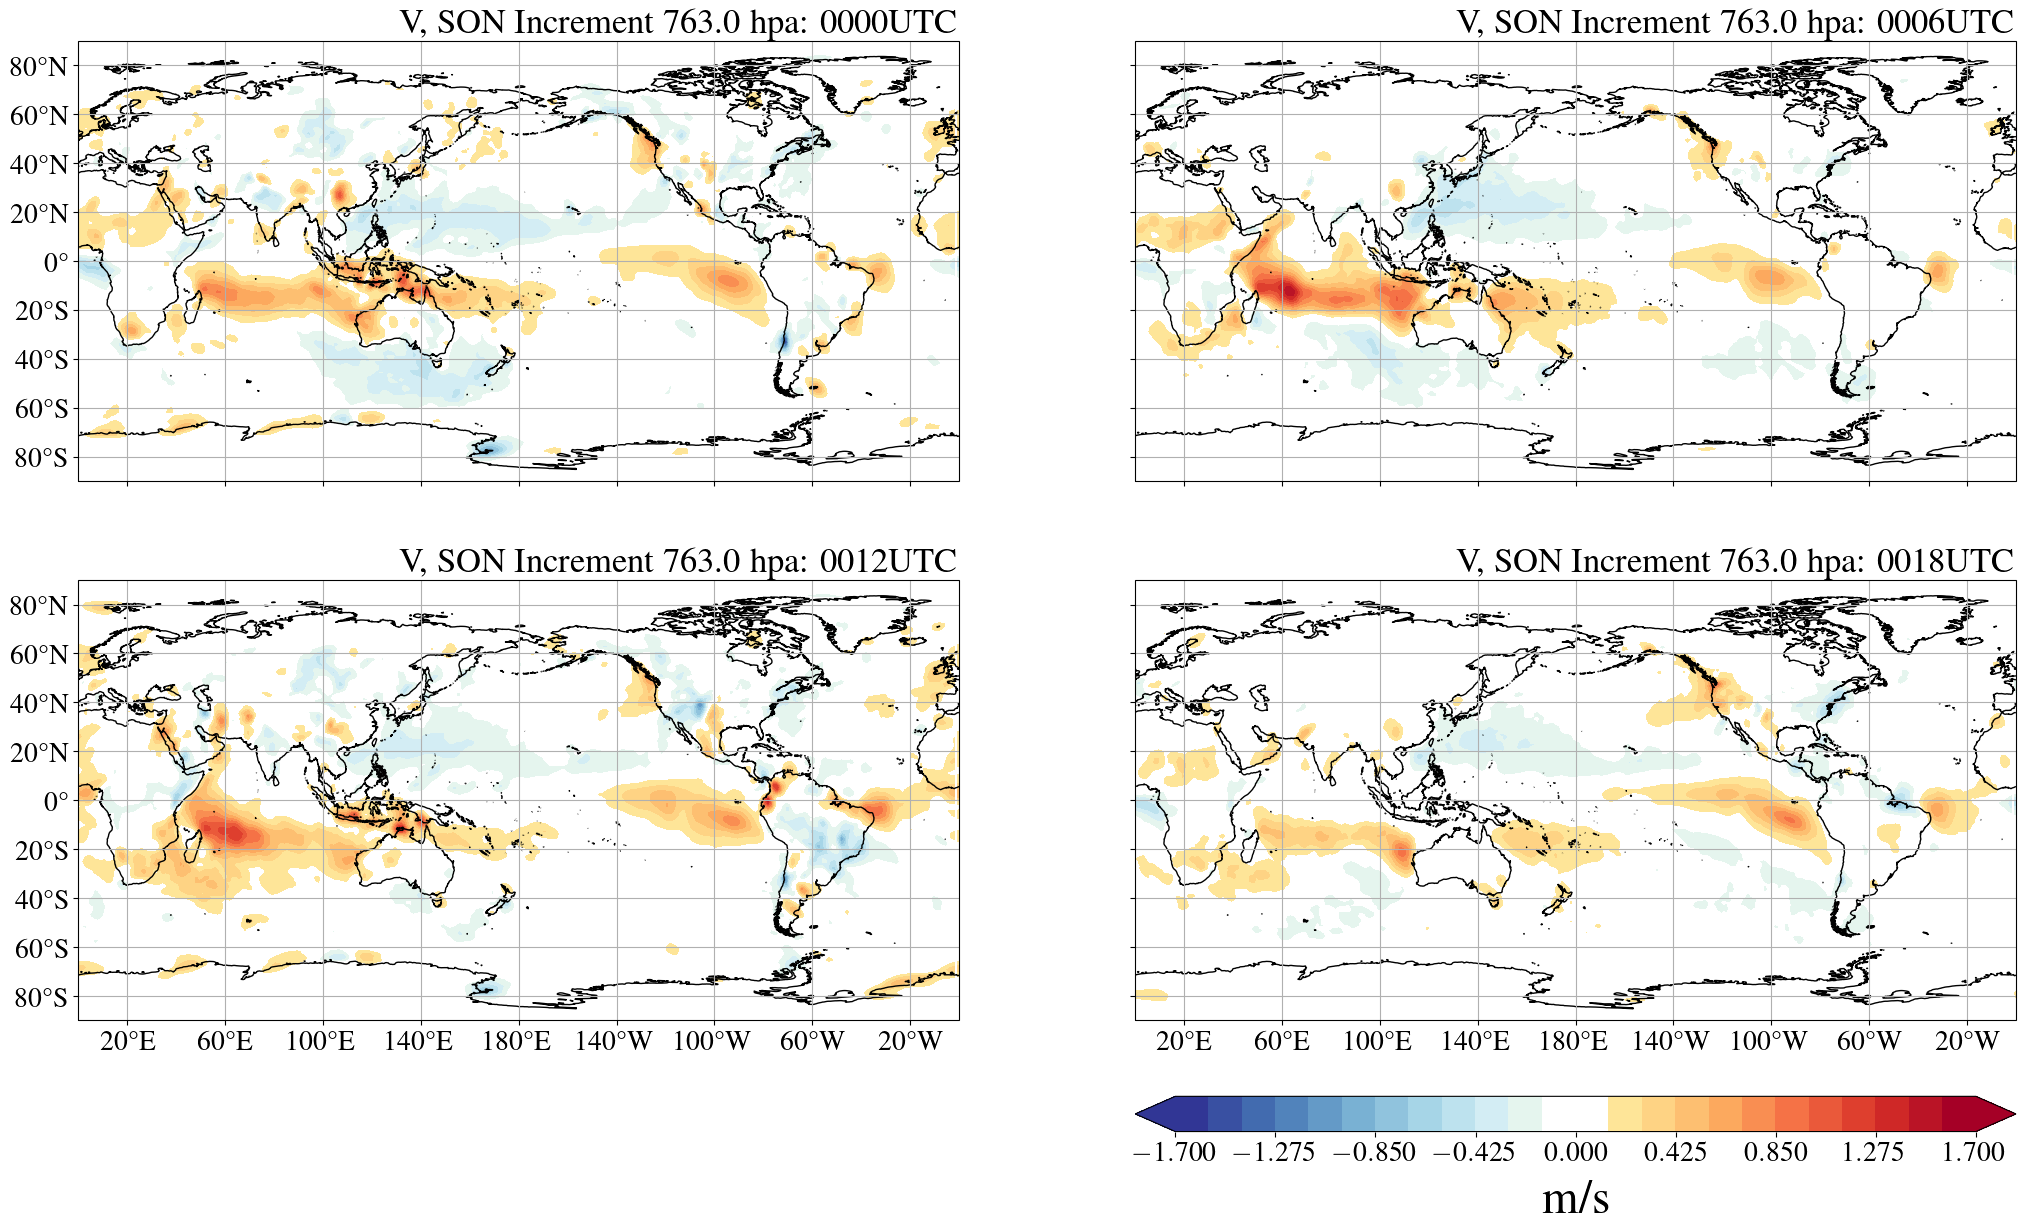 V, SON Increment 763.0 hpa: 0000UTC
V, SON Increment 763.0 hpa: 0006UTC
80°N
60°N
40°N
20°N
0°
20°S
40°S
60°S
80°S
V, SON Increment 763.0 hpa: 0012UTC
V, SON Increment 763.0 hpa: 0018UTC
80°N
60°N
40°N
20°N
0°
20°S
40°S
60°S
80°S
20°E 60°E 100°E 140°E 180°E 140°W 100°W 60°W 20°W
20°E 60°E 100°E 140°E 180°E 140°W 100°W 60°W 20°W
−1.700 −1.275 −0.850 −0.425 0.000 0.425 0.850 1.275 1.700
m/s